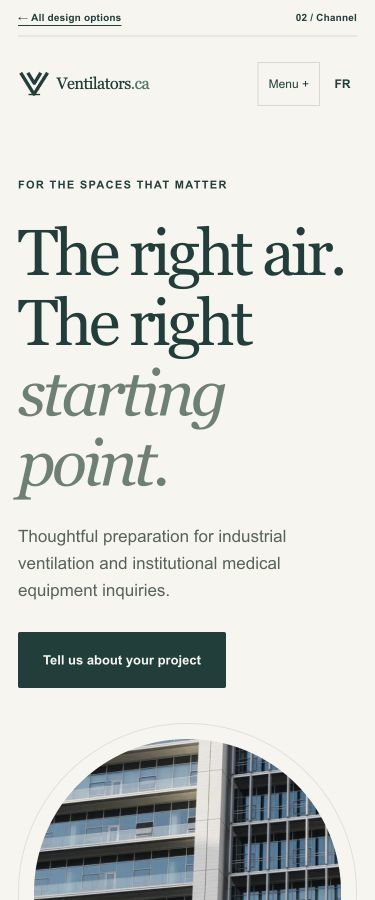 ← All design options
02 / Channel
Ventilators.ca
Menu +
FR
FOR THE SPACES THAT MATTER
The right air.
The right
starting
point.
Thoughtful preparation for industrial
ventilation and institutional medical
equipment inquiries.
Tell us about your project